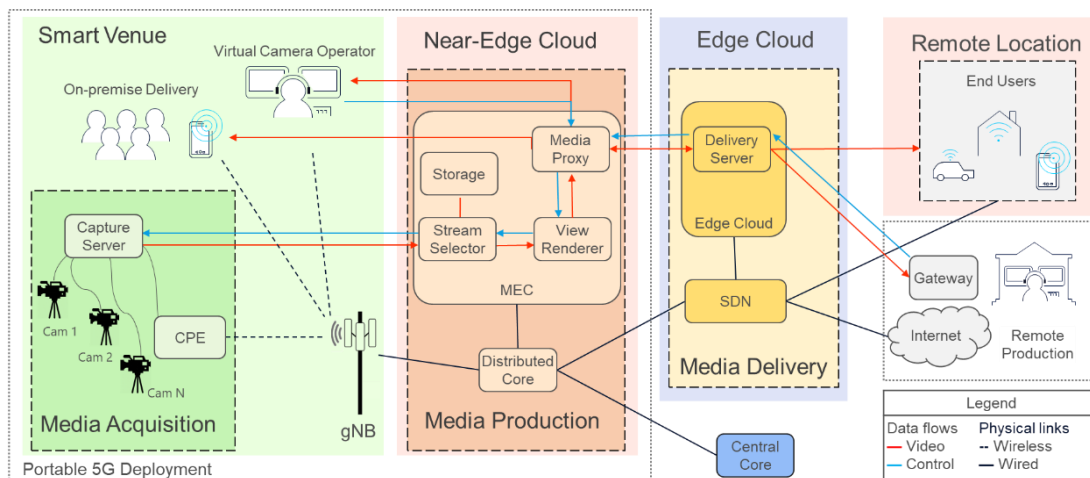 Smart Venue
Virtual Camera Operator
On-premise Delivery
Capture
Server
Cam 1
Cam 2
Cam N
CPE
Media Acquisition
gNB
Portable 5G Deployment
Near-Edge Cloud
Media
Proxy
Storage
Stream
Selector
View
Renderer
MEC
Distributed
Core
Media Production
Edge Cloud
Delivery
Server
Edge Cloud
SDN
Media Delivery
Central
Core
Remote Location
End Users
Gateway
Internet
Remote
Production
Legend
Data flows
Physical links
Video
Wireless
Control
Wired